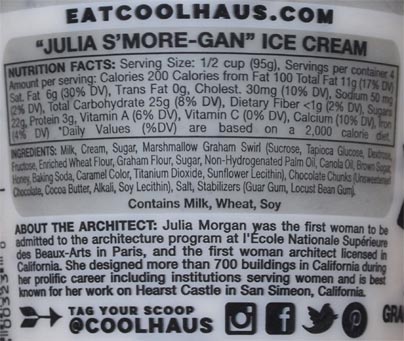 EATCOOLHAUS.COM
"JULIA S'MORE-GAN" ICE CREAM
NUTRITION FACTS: Serving Size: 1/2 cup (95g), Servings per container 4
Amount per serving: Calories 200 Calories from Fat 100 Total Fat 11g (17% DV)
Sat. Fat 6g (30% DV), Trans Fat 0g, Cholest. 30mg (10% DV), Sodium 50 mg
(2% DV), Total Carbohydrate 25g (8% DV), Dietary Fiber <1g (2% DV), Sugars
22g, Protein 3g, Vitamin A (6% DV), Vitamin C (0% DV), Calcium (10% DV), Iron
(4% DV) *Daily Values (%DV) are based on a 2,000 calorie diet.
INGREDIENTS: Milk, Cream, Sugar, Marshmallow Graham Swirl (Sucrose, Tapioca Glucose, Dextrose,
Fructose, Enriched Wheat Flour, Graham Flour, Sugar, Non-Hydrogenated Palm Oil, Canola Oil, Brown Sugar,
Honey, Baking Soda, Caramel Color, Titanium Dioxide, Sunflower Lecithin), Chocolate Chunks (Unsweetened
Chocolate, Cocoa Butter, Alkali, Soy Lecithin), Salt, Stabilizers (Guar Gum, Locust Bean Gum).
Contains Milk, Wheat, Soy
ABOUT THE ARCHITECT: Julia Morgan was the first woman to be
admitted to the architecture program at l'École Nationale Supérieure
des Beaux-Arts in Paris, and the first woman architect licensed in
California. She designed more than 700 buildings in California during
her prolific career including institutions serving women and is best
known for her work on Hearst Castle in San Simeon, California.
TAG YOUR SCOOP
@COOLHAUS